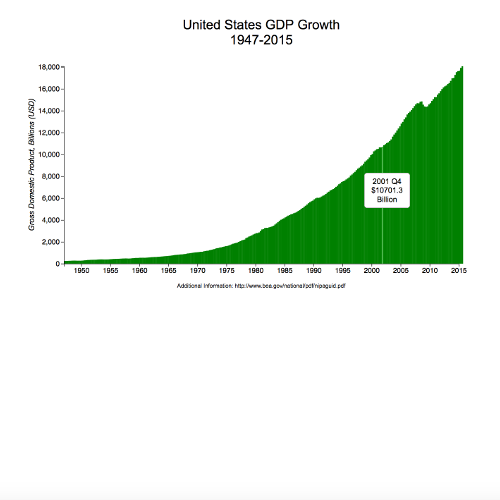 United States GDP Growth
1947-2015
Gross Domestic Product, Billions (USD)
18,000
16,000
14,000
12,000
10,000
8,000
6,000
4,000
2,000
0
2001 Q4
$10701.3
Billion
1950 1955 1960 1965 1970 1975 1980 1985 1990 1995 2000 2005 2010 2015
Additional Information: http://www.bea.gov/national/pdf/nipaguid.pdf